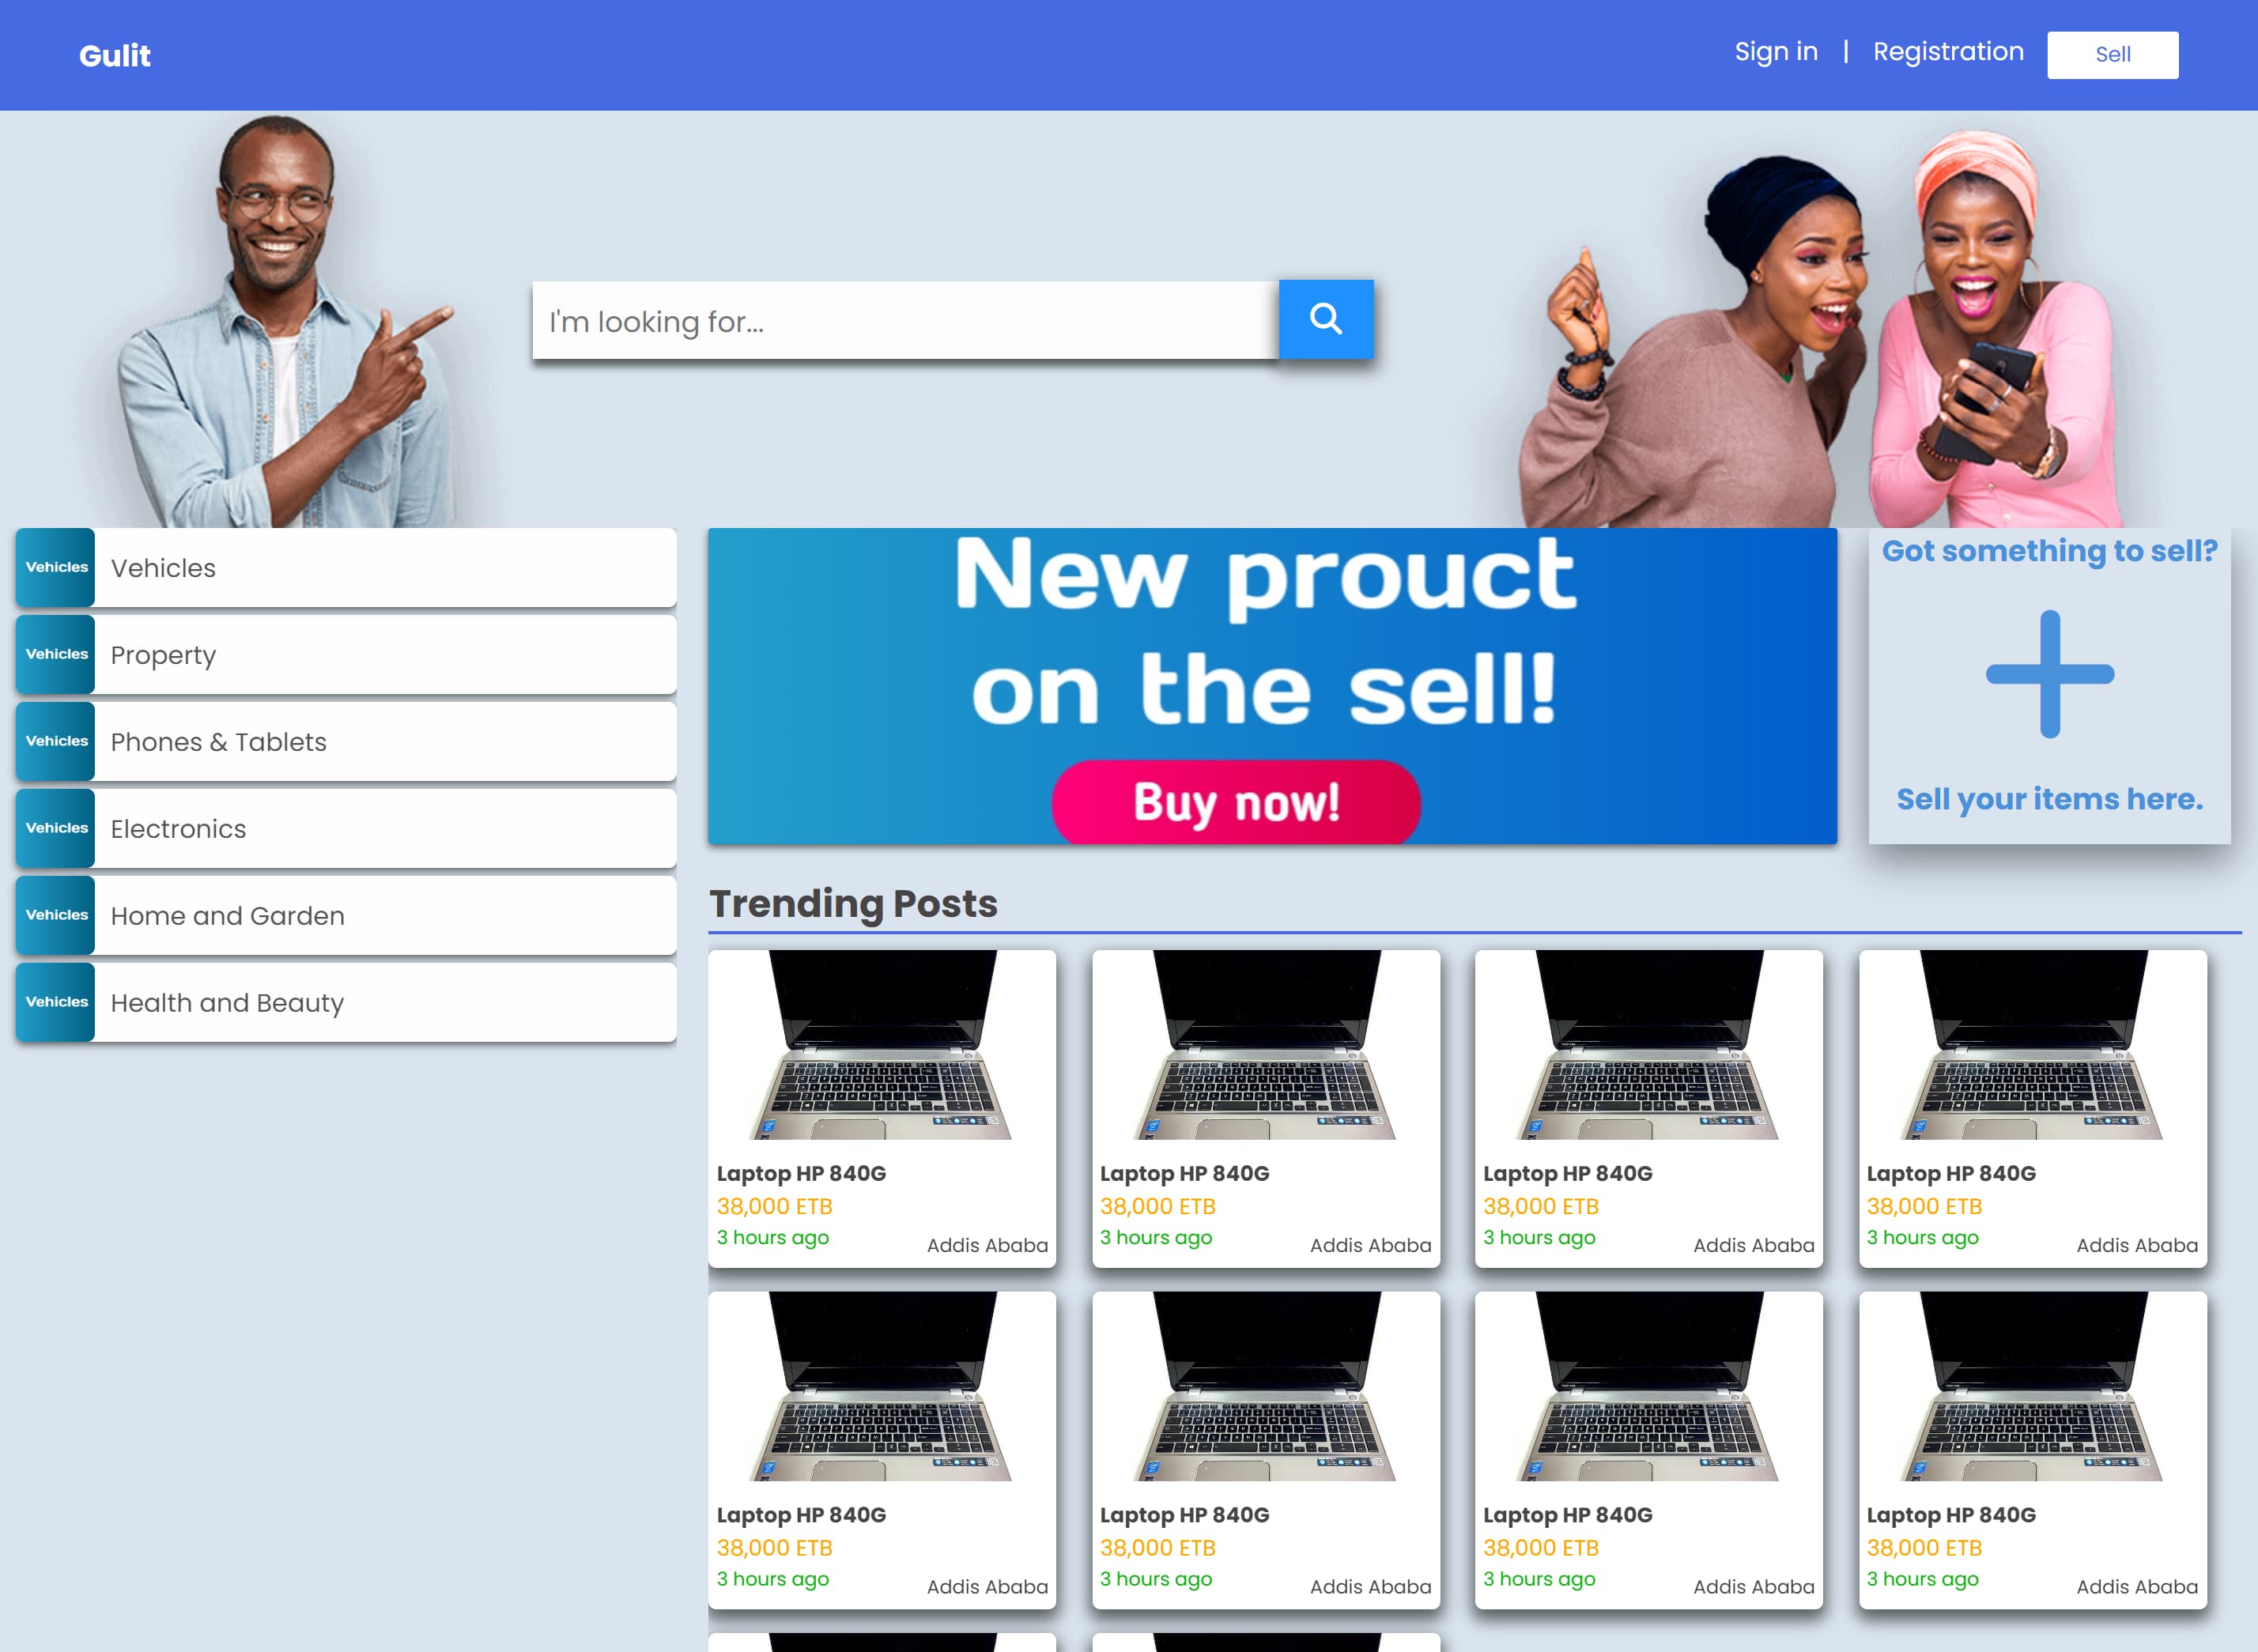 Gulit
Sign in | Registration Sell
I'm looking for...
Vehicles Vehicles
Vehicles Property
Vehicles Phones & Tablets
Vehicles Electronics
Vehicles Home and Garden
Vehicles Health and Beauty
New prouct
on the sell!
Buy now!
Got something to sell?
Sell your items here.
Trending Posts
Laptop HP 840G
38,000 ETB
3 hours ago
Addis Ababa
Laptop HP 840G
38,000 ETB
3 hours ago
Addis Ababa
Laptop HP 840G
38,000 ETB
3 hours ago
Addis Ababa
Laptop HP 840G
38,000 ETB
3 hours ago
Addis Ababa
Laptop HP 840G
38,000 ETB
3 hours ago
Addis Ababa
Laptop HP 840G
38,000 ETB
3 hours ago
Addis Ababa
Laptop HP 840G
38,000 ETB
3 hours ago
Addis Ababa
Laptop HP 840G
38,000 ETB
3 hours ago
Addis Ababa